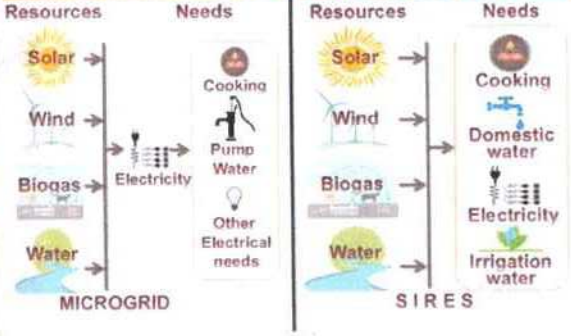 Resources
Needs
Solar
Wind
Biogas
Water
Electricity
Cooking
Pump
Water
Other
Electrical
needs
MICROGRID
Resources
Needs
Solar
Wind
Biogas
Water
Cooking
Domestic
water
Electricity
Irrigation
water
SIRES